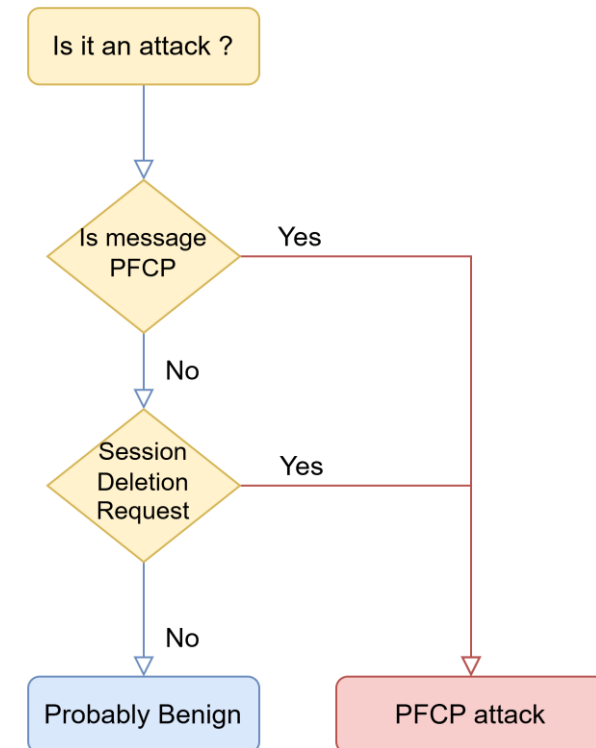 Is it an attack ?
Is message
PFCP
Yes
No
Session
Deletion
Request
Yes
No
Probably Benign
PFCP attack